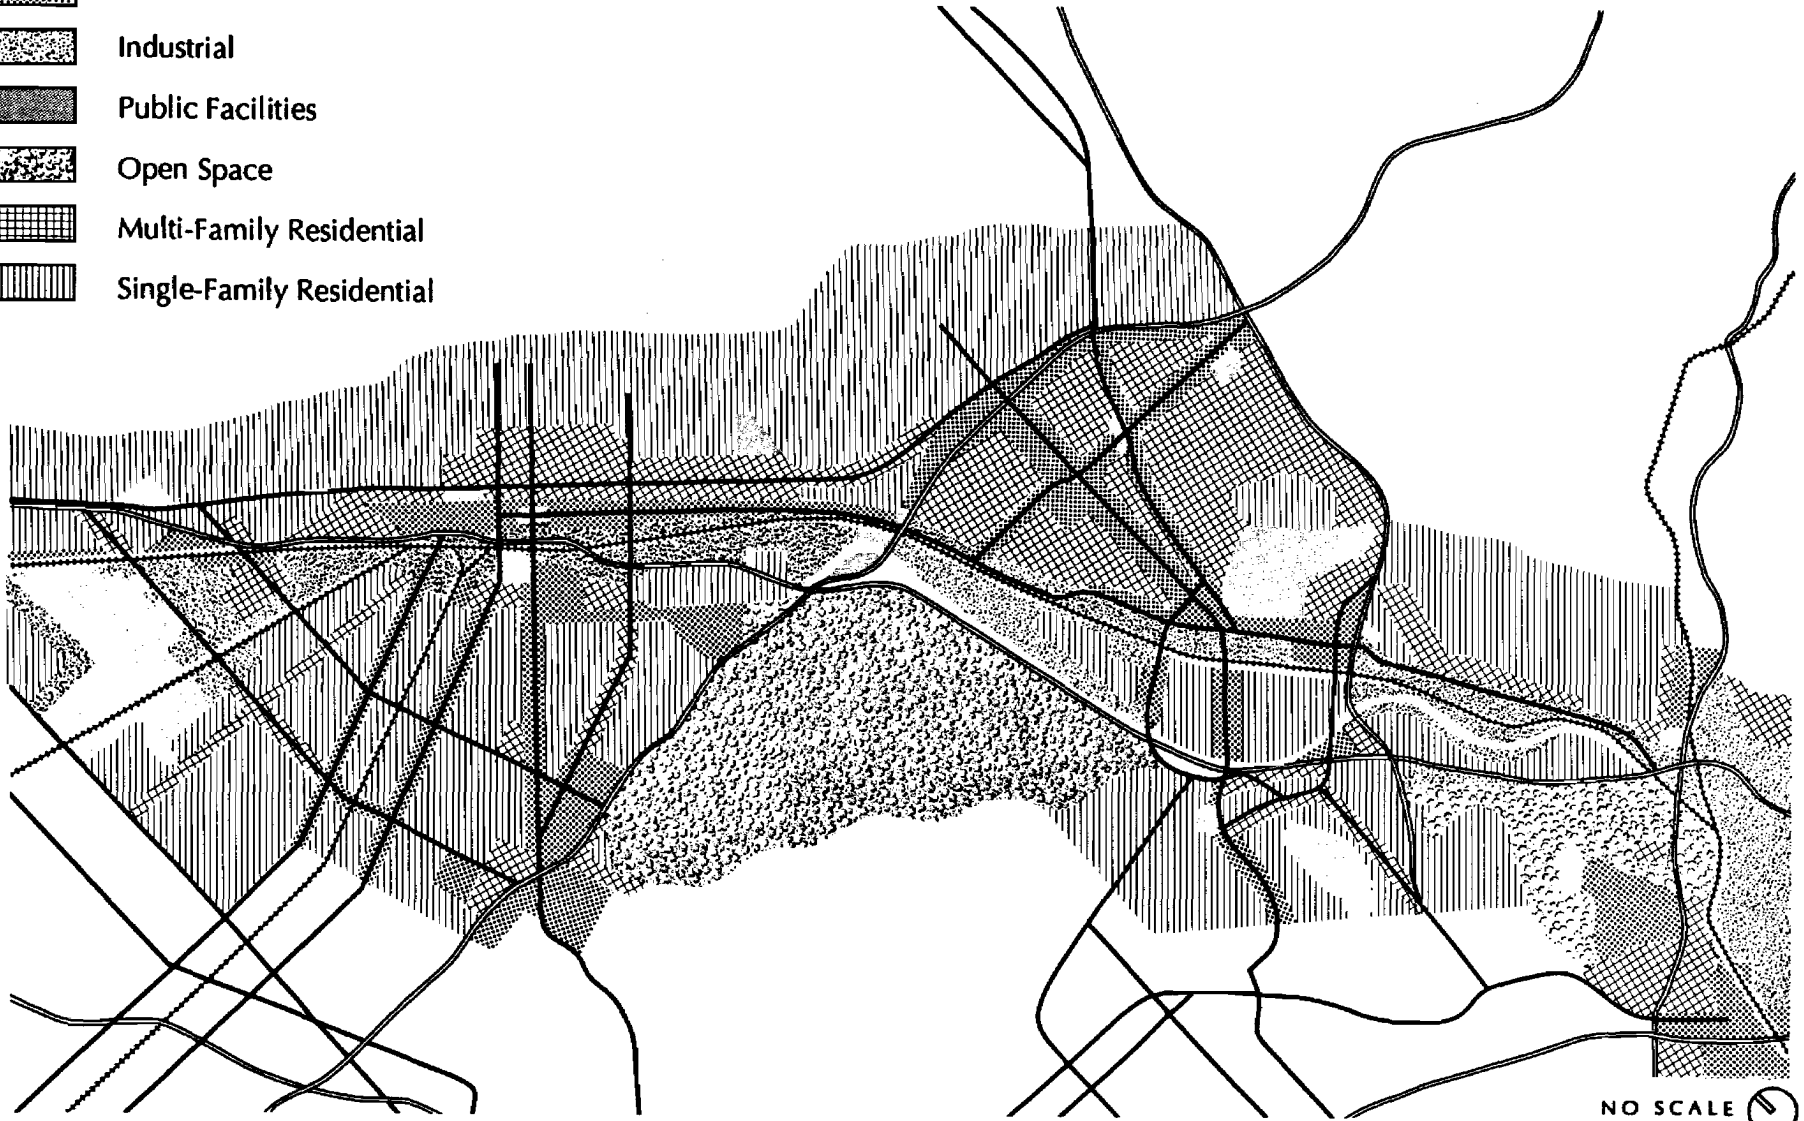 Industrial
Public Facilities
Open Space
Multi-Family Residential
Single-Family Residential
NO SCALE